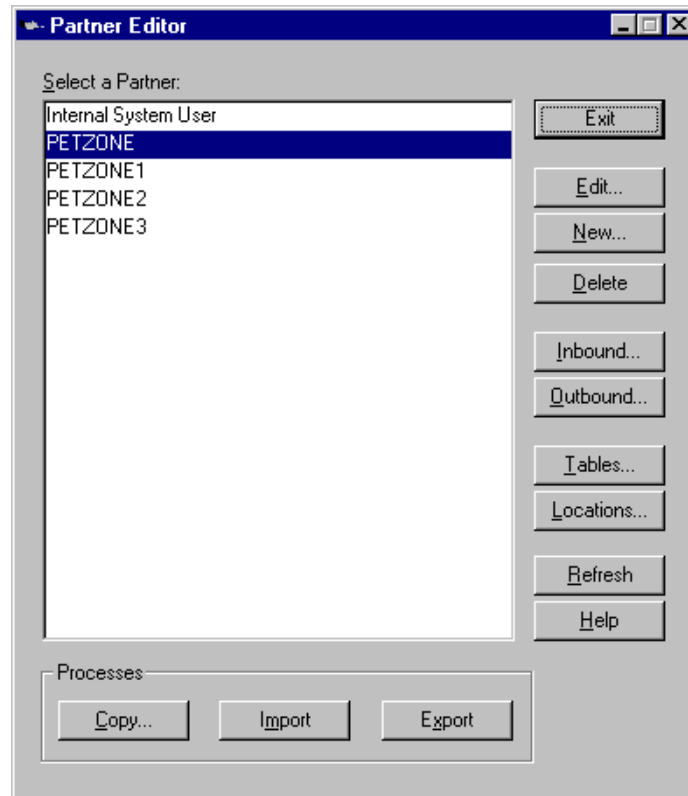 Partner Editor
Select a Partner:
Internal System User
PETZONE
PETZONE1
PETZONE2
PETZONE3
Exit
Edit...
New...
Delete
Inbound...
Outbound...
Tables...
Locations...
Refresh
Help
Processes
Copy...
Import
Export